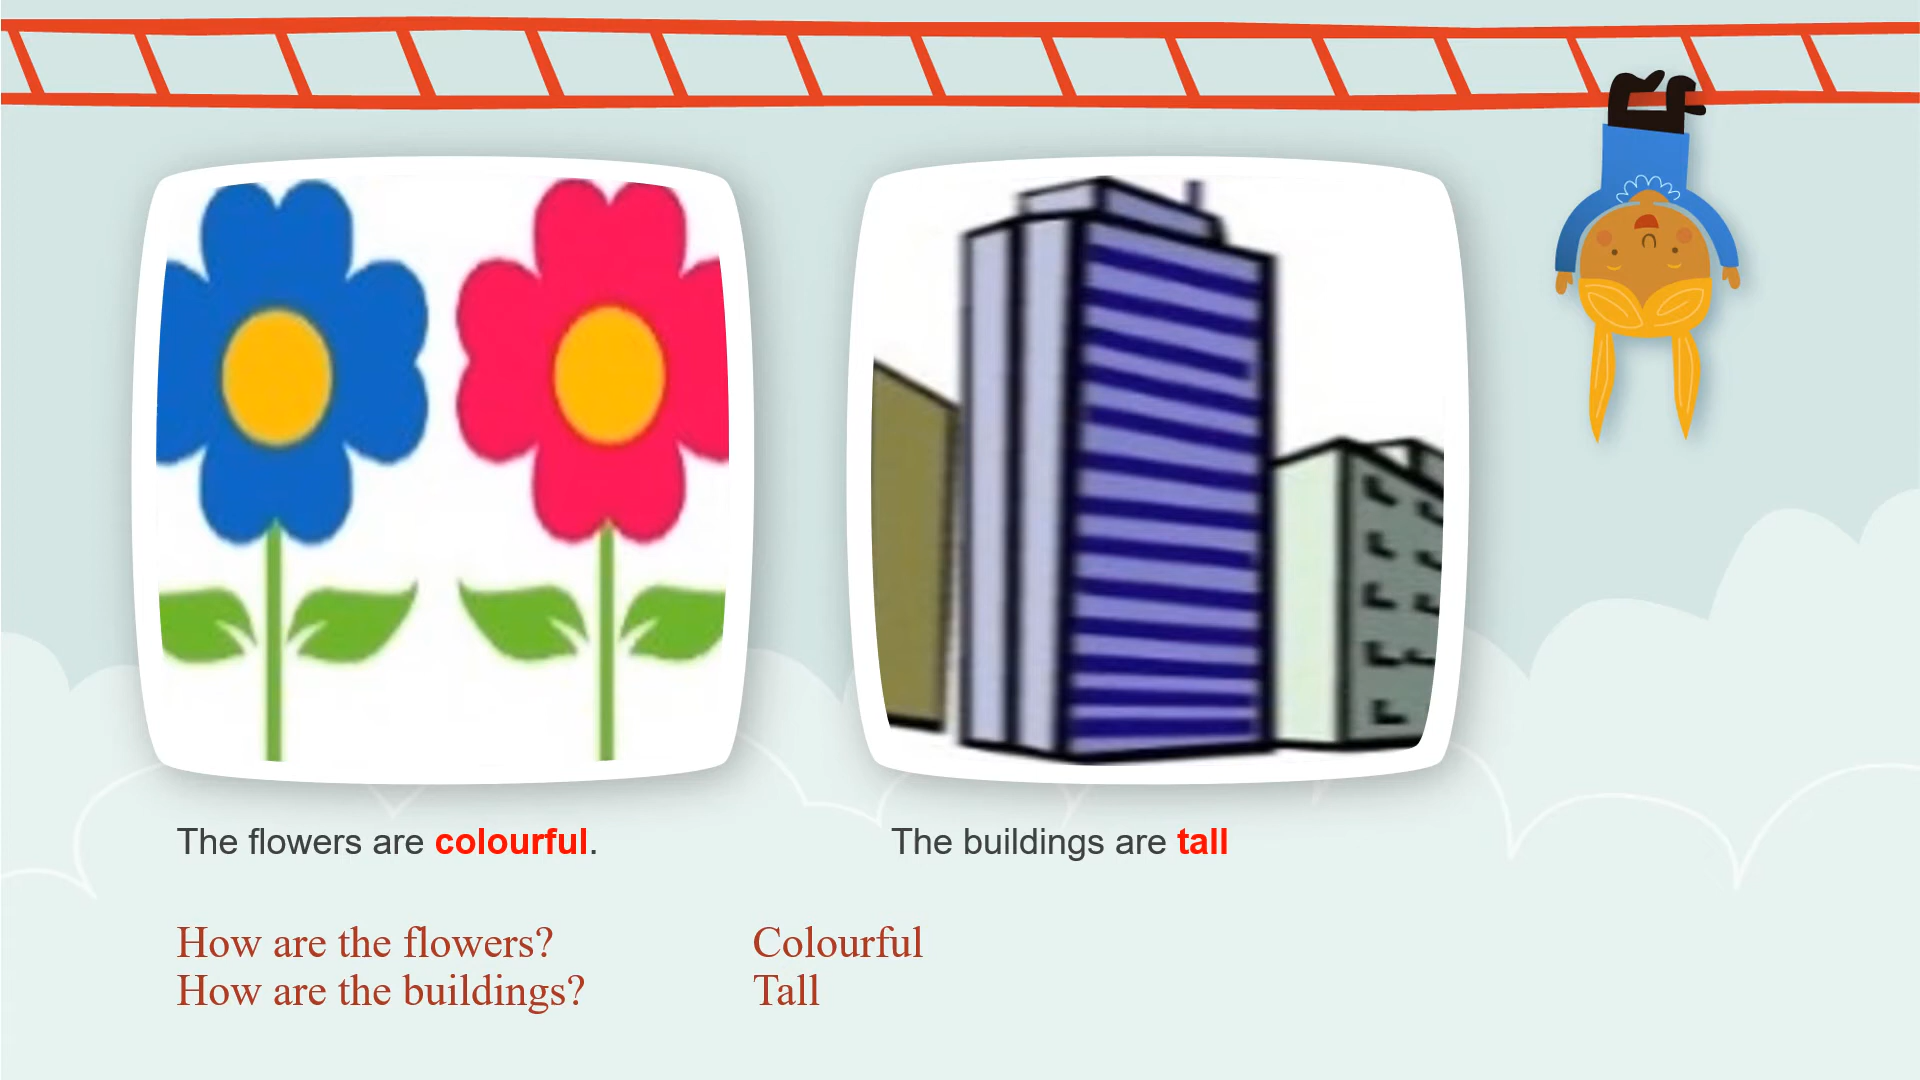 The flowers are colourful.
The buildings are tall
How are the flowers? Colourful
How are the buildings? Tall